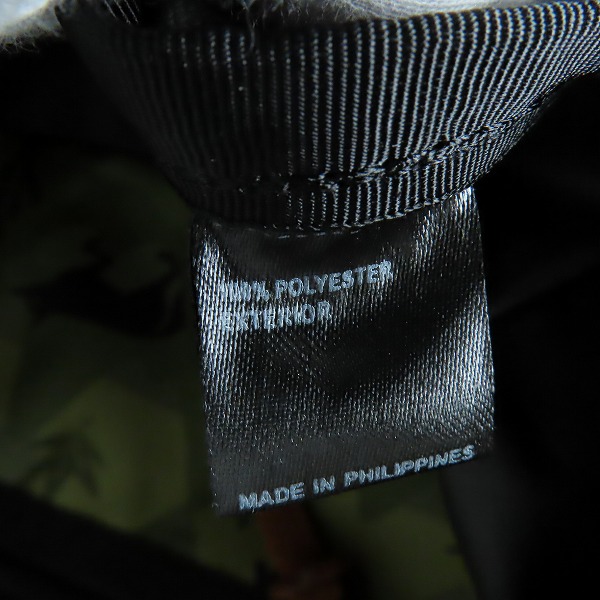 100% POLYESTER
EXTERIOR
MADE IN PHILIPPINES